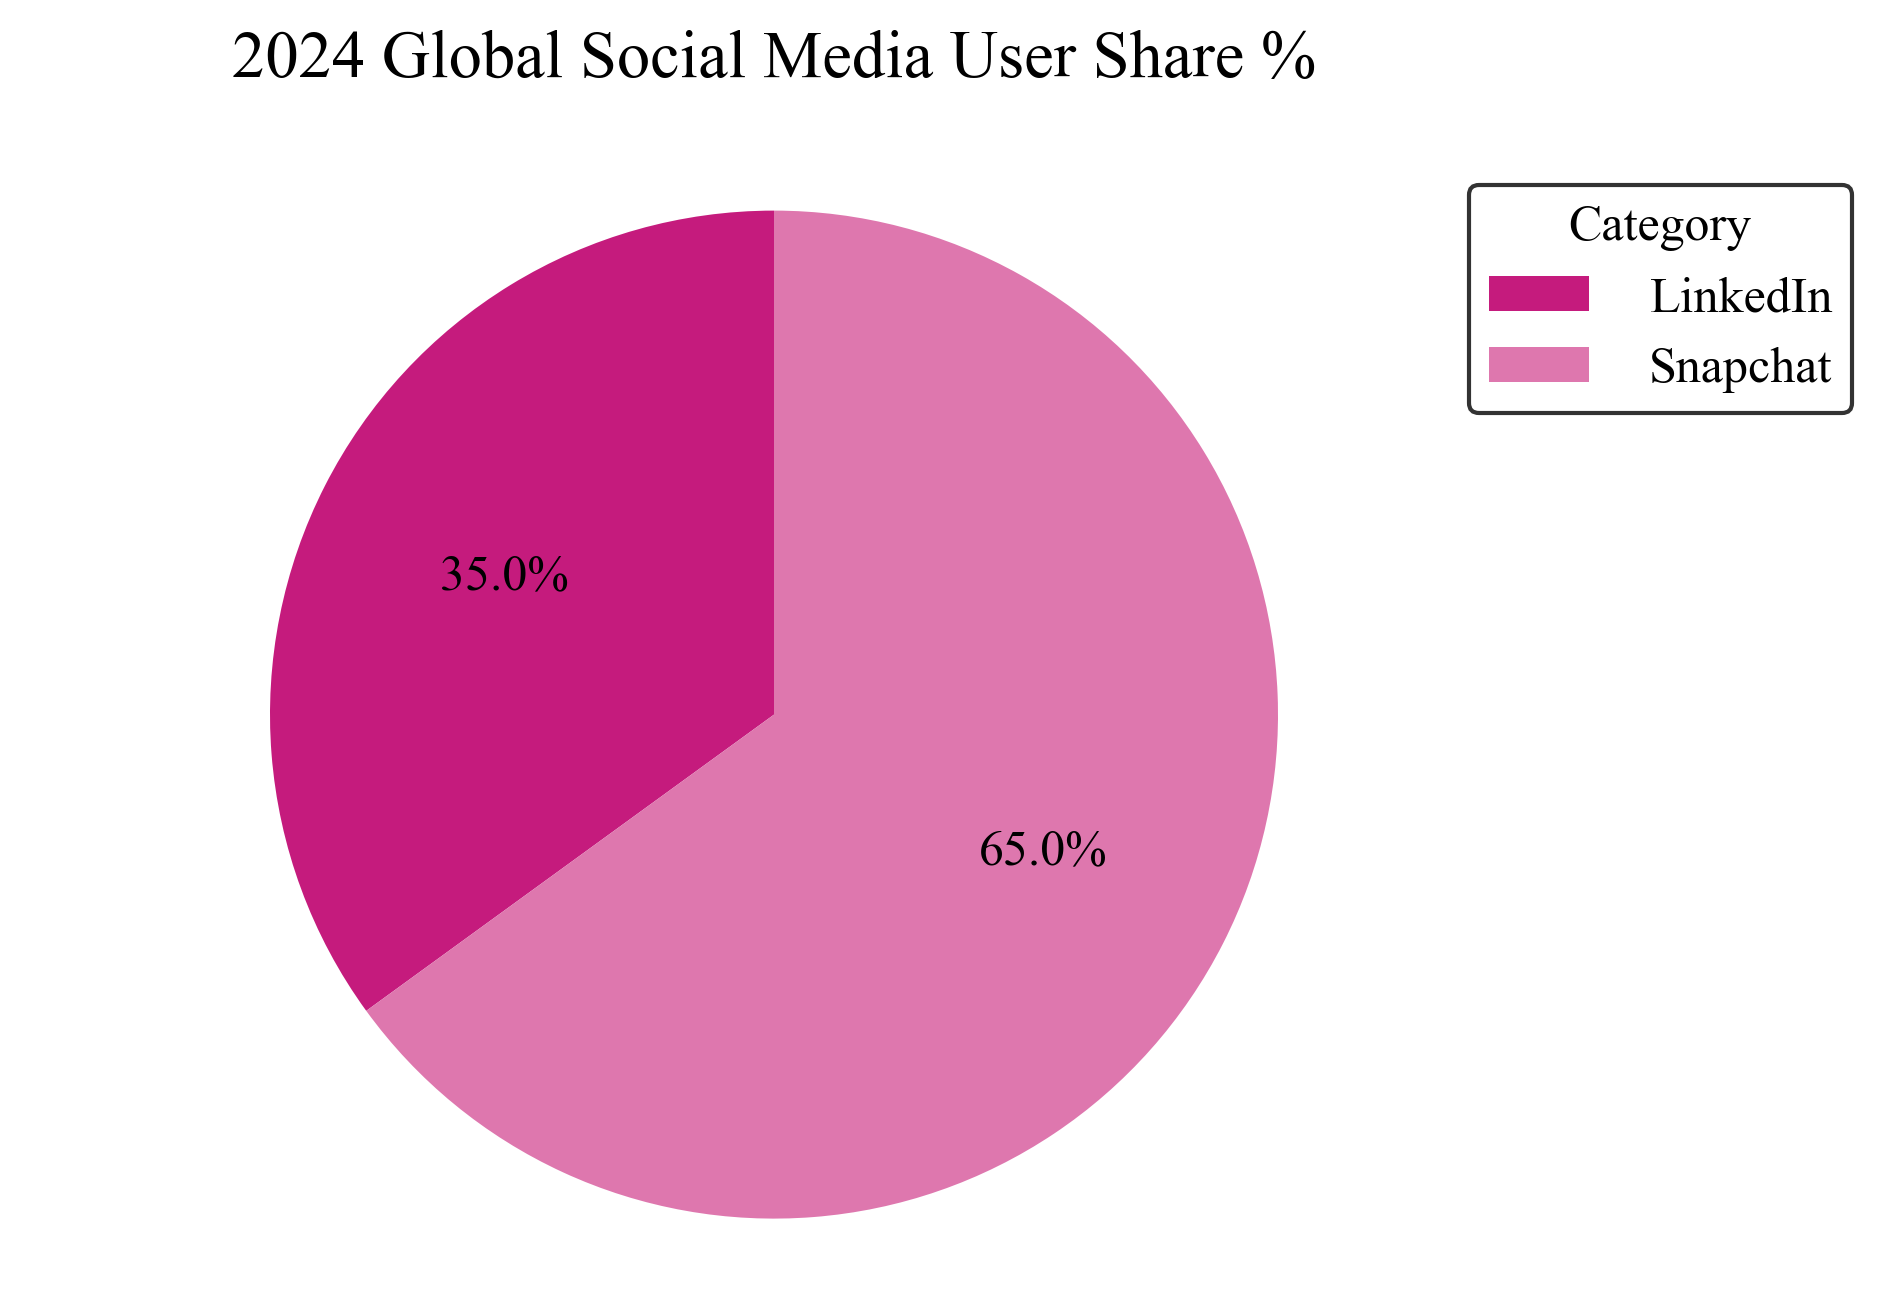 2024 Global Social Media User Share %
Category
LinkedIn
Snapchat
35.0%
65.0%